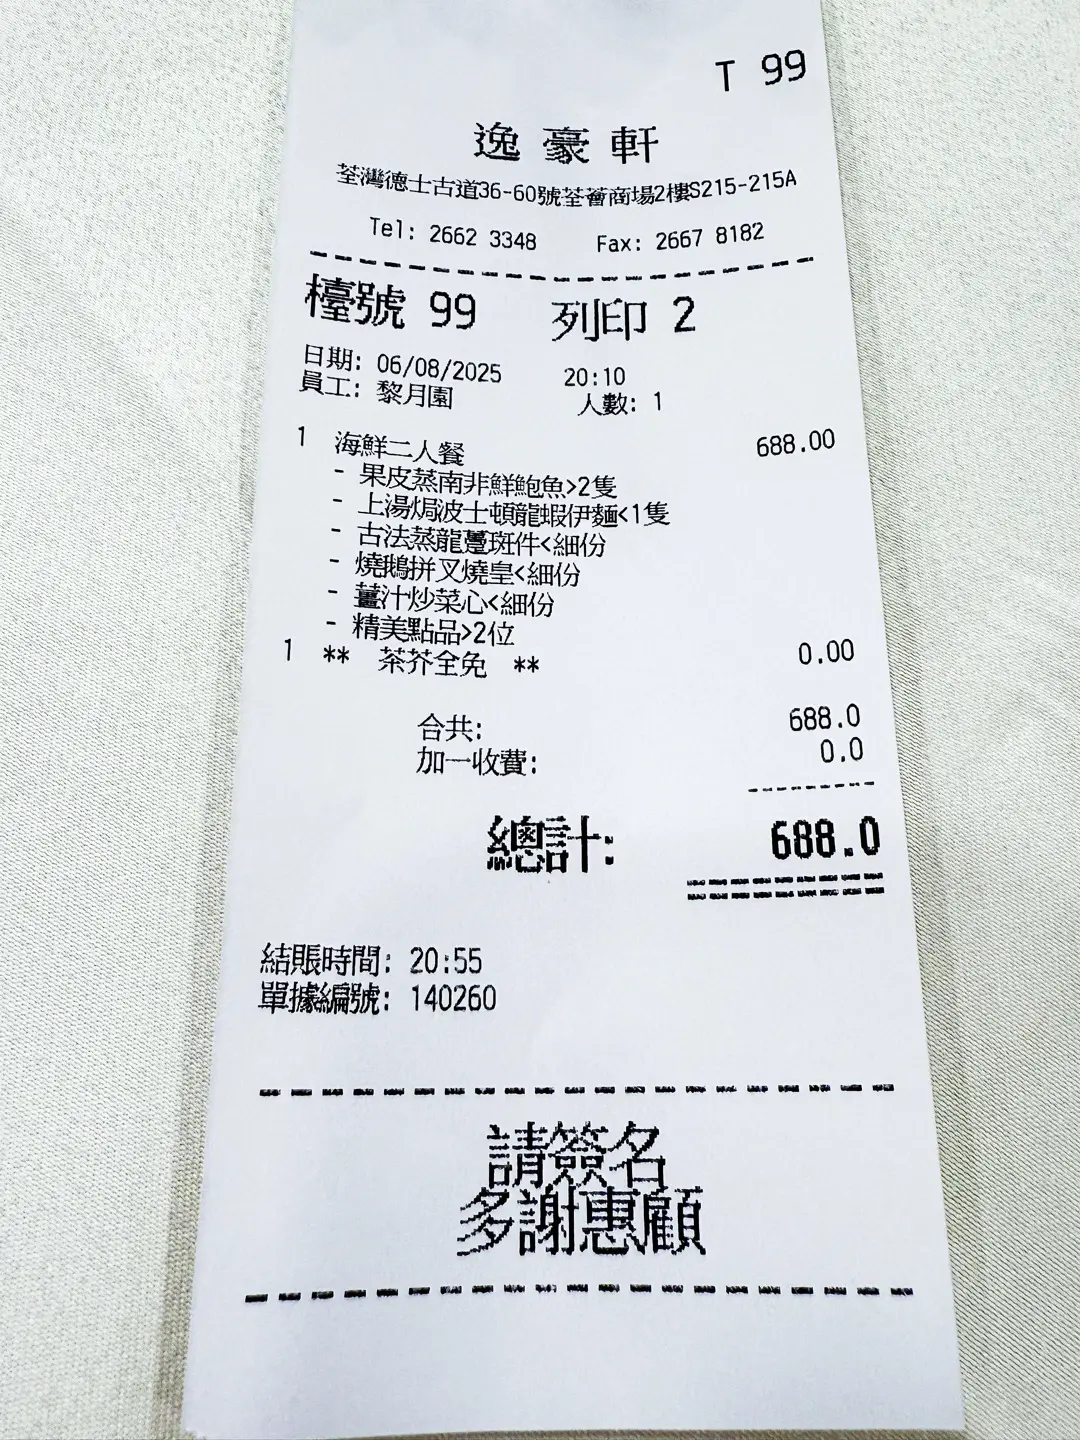 T 99
逸豪軒
荃灣德士古道36-60號荃薈商場2樓S215-215A
Tel: 2662 3348 Fax: 2667 8182
檯號 99 列印 2
日期: 06/08/2025 20:10
員工: 黎月園 人數: 1
1 海鮮二人餐 688.00
- 果皮蒸南非鮮鮑魚>2隻
- 上湯焗波士頓龍蝦伊麵<1隻
- 古法蒸龍躉斑件<細份
- 燒鵝拼叉燒皇<細份
- 薑汁炒菜心<細份
- 精美點品>2位
1 ** 茶芥全免 ** 0.00
合共: 688.0
加一收費: 0.0
總計: 688.0
結賬時間: 20:55
單據編號: 140260
請簽名
多謝惠顧